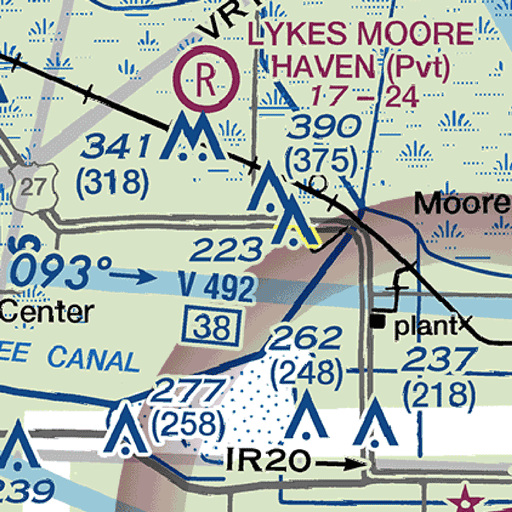 VR1
LYKES MOORE
HAVEN (Pvt)
17 – 24
R
390
(375)
341
(318)
27
Moore
223
093°
V 492
Center
38
plant
EE CANAL
262
(248)
237
(218)
277
(258)
IR20
239